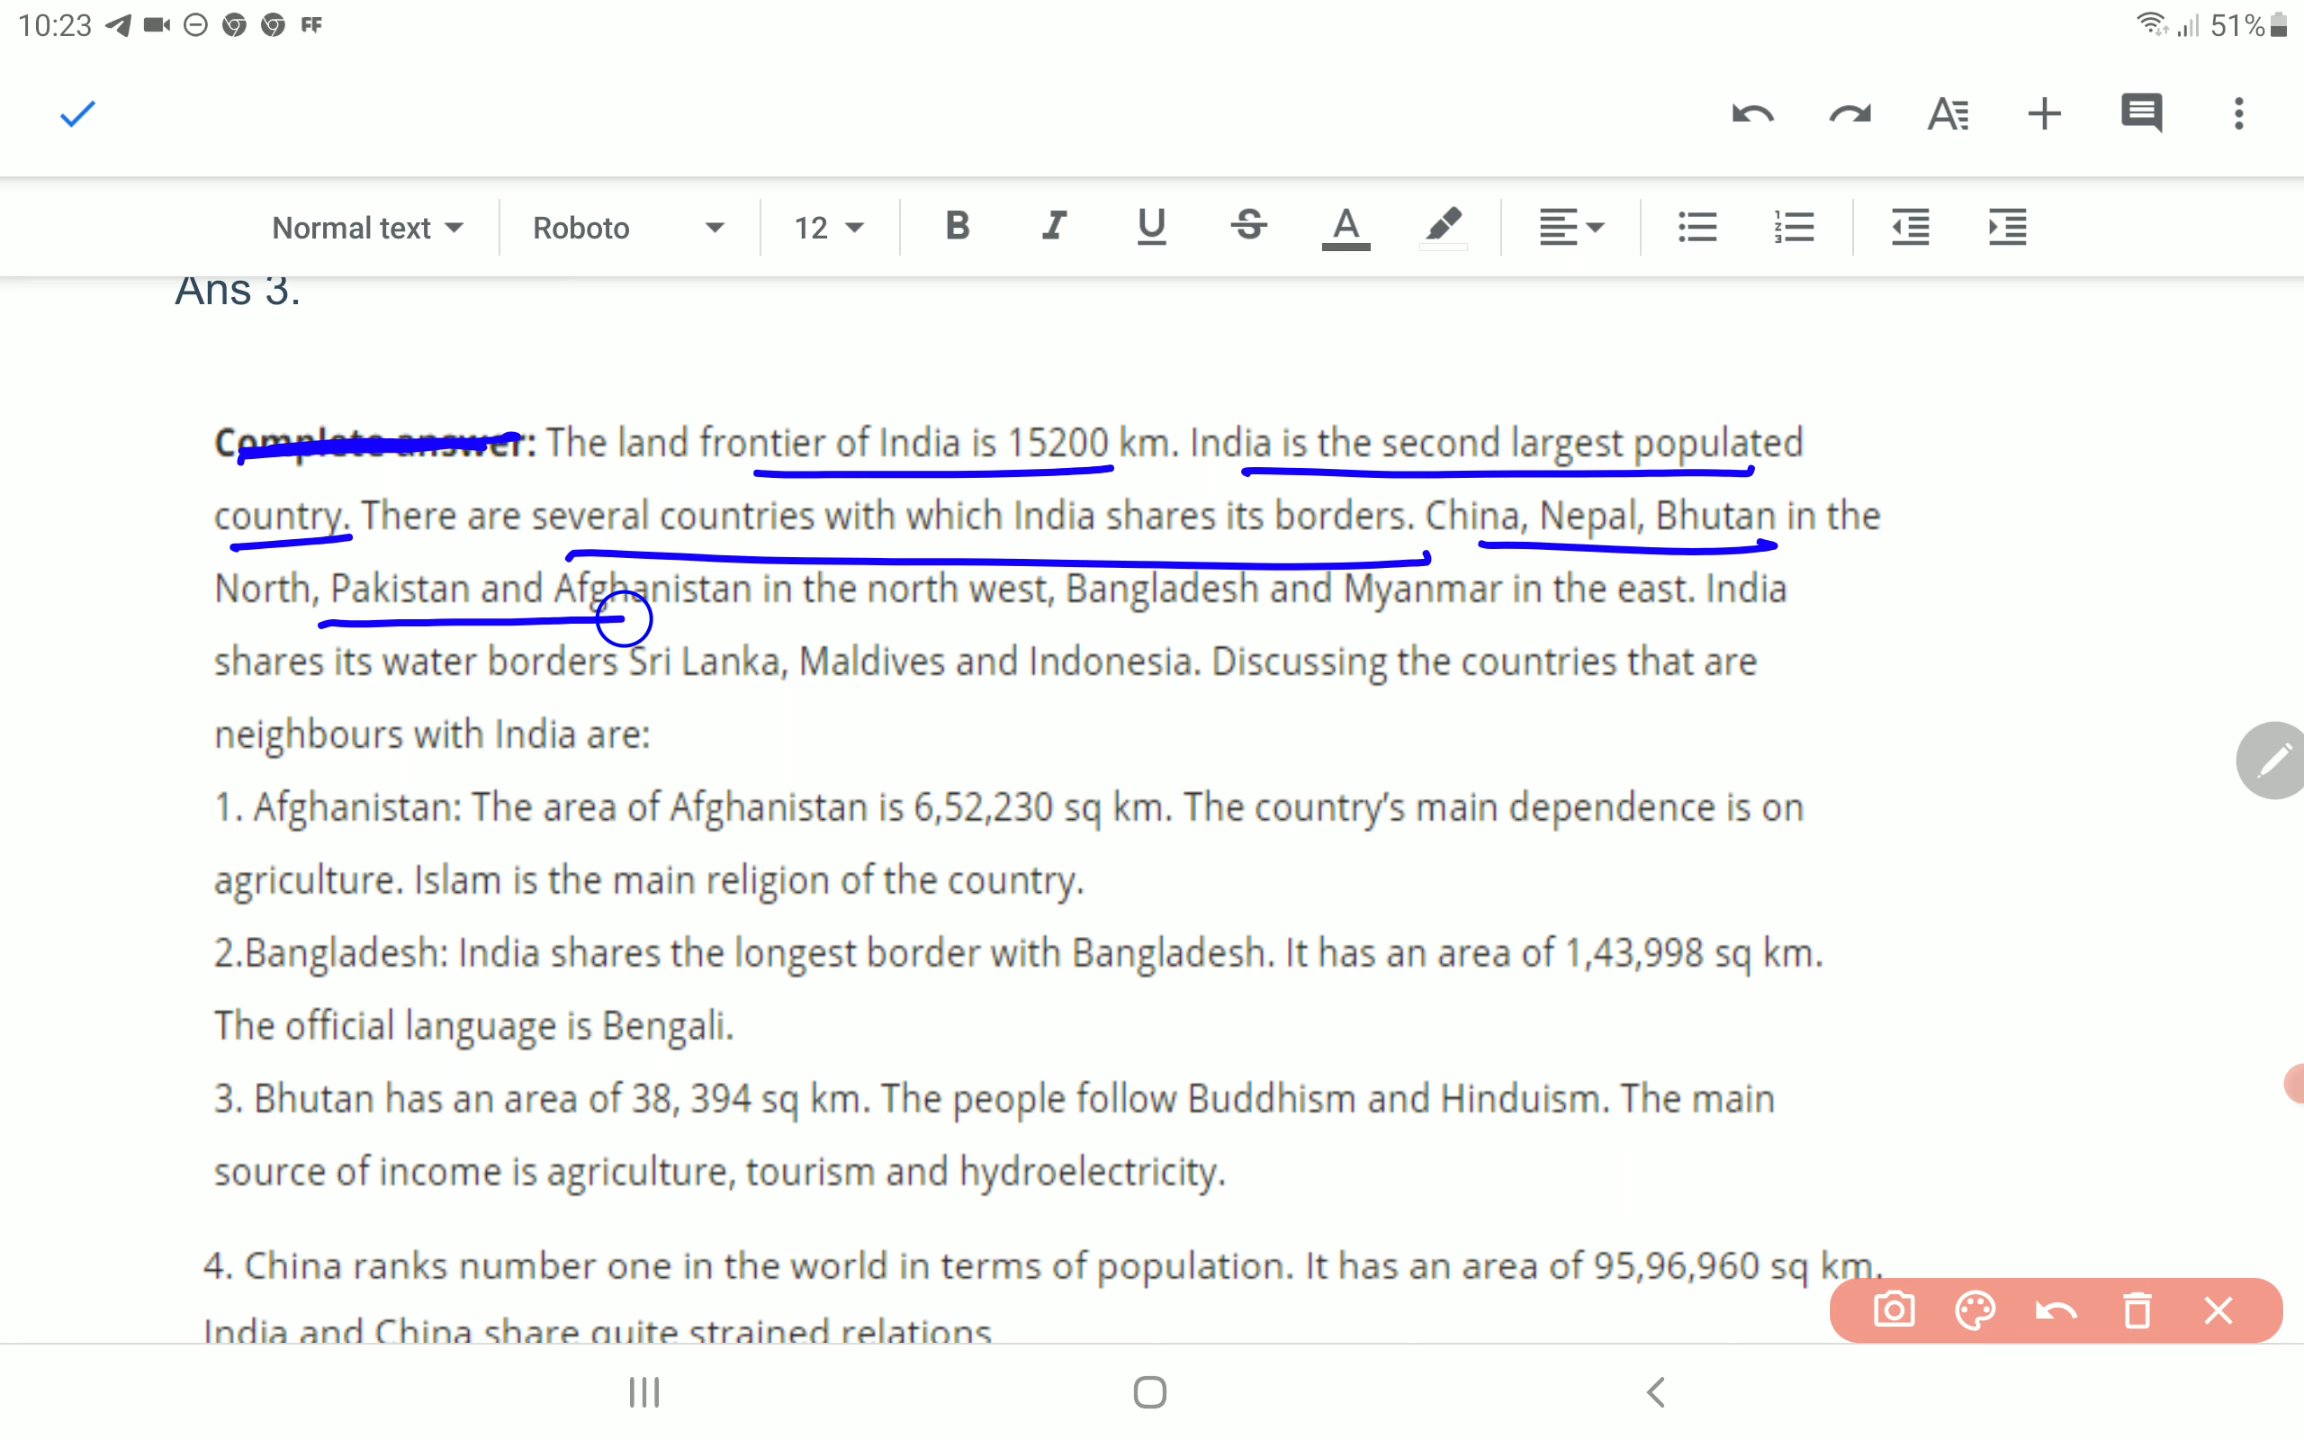 10:23 FF 51%
Normal text Roboto 12 B I U S A
Ans 3.
Complete answer: The land frontier of India is 15200 km. India is the second largest populated
country. There are several countries with which India shares its borders. China, Nepal, Bhutan in the
North, Pakistan and Afghanistan in the north west, Bangladesh and Myanmar in the east. India
shares its water borders Sri Lanka, Maldives and Indonesia. Discussing the countries that are
neighbours with India are:
1. Afghanistan: The area of Afghanistan is 6,52,230 sq km. The country’s main dependence is on
agriculture. Islam is the main religion of the country.
2.Bangladesh: India shares the longest border with Bangladesh. It has an area of 1,43,998 sq km.
The official language is Bengali.
3. Bhutan has an area of 38, 394 sq km. The people follow Buddhism and Hinduism. The main
source of income is agriculture, tourism and hydroelectricity.
4. China ranks number one in the world in terms of population. It has an area of 95,96,960 sq km.
India and China share quite strained relations